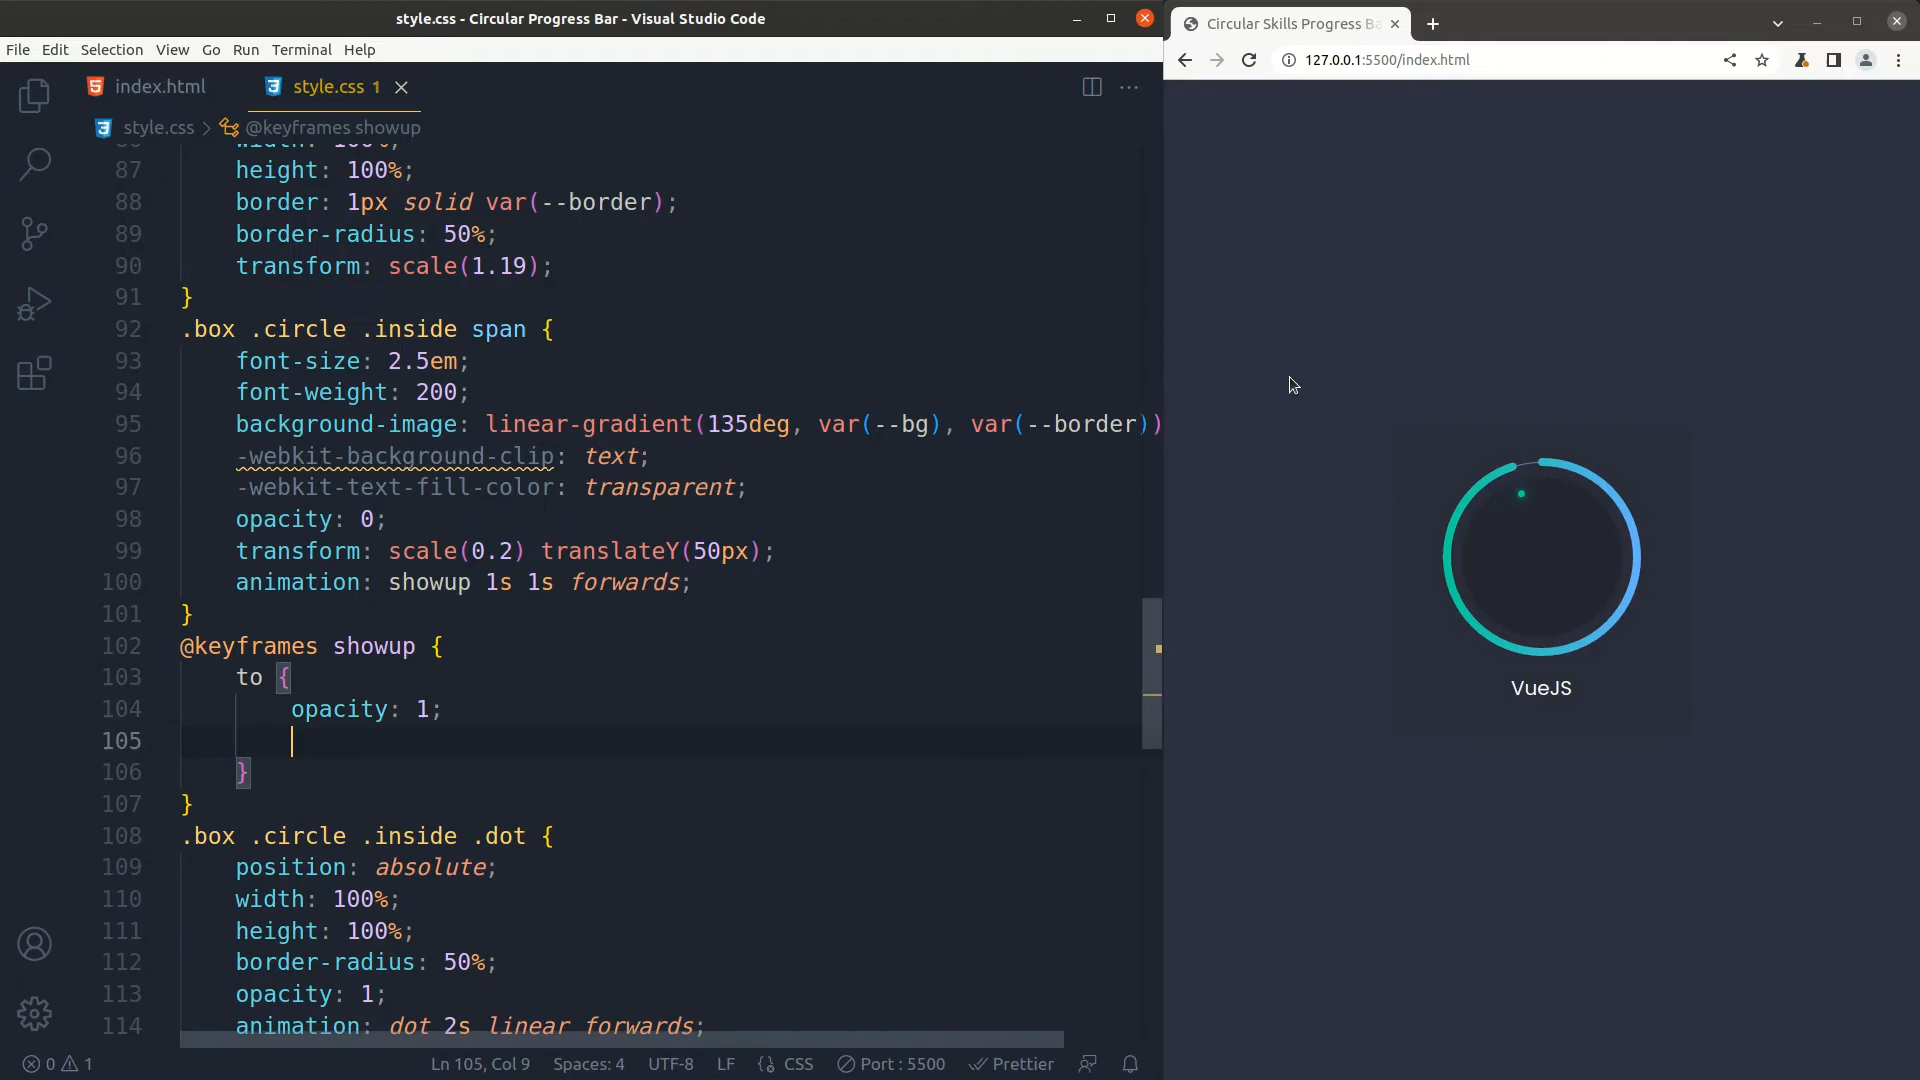 style.css - Circular Progress Bar - Visual Studio Code
File Edit Selection View Go Run Terminal Help
index.html
style.css 1
style.css > @keyframes showup
87 height: 100%;
88 border: 1px solid var(--border);
89 border-radius: 50%;
90 transform: scale(1.19);
91 }
92 .box .circle .inside span {
93 font-size: 2.5em;
94 font-weight: 200;
95 background-image: linear-gradient(135deg, var(--bg), var(--border))
96 -webkit-background-clip: text;
97 -webkit-text-fill-color: transparent;
98 opacity: 0;
99 transform: scale(0.2) translateY(50px);
100 animation: showup 1s 1s forwards;
101 }
102 @keyframes showup {
103 to {
104 opacity: 1;
105
106 }
107 }
108 .box .circle .inside .dot {
109 position: absolute;
110 width: 100%;
111 height: 100%;
112 border-radius: 50%;
113 opacity: 1;
114 animation: dot 2s linear forwards;
0 1 Ln 105, Col 9 Spaces: 4 UTF-8 LF {} CSS Port : 5500 Prettier
Circular Skills Progress Ba
127.0.0.1:5500/index.html
VueJS